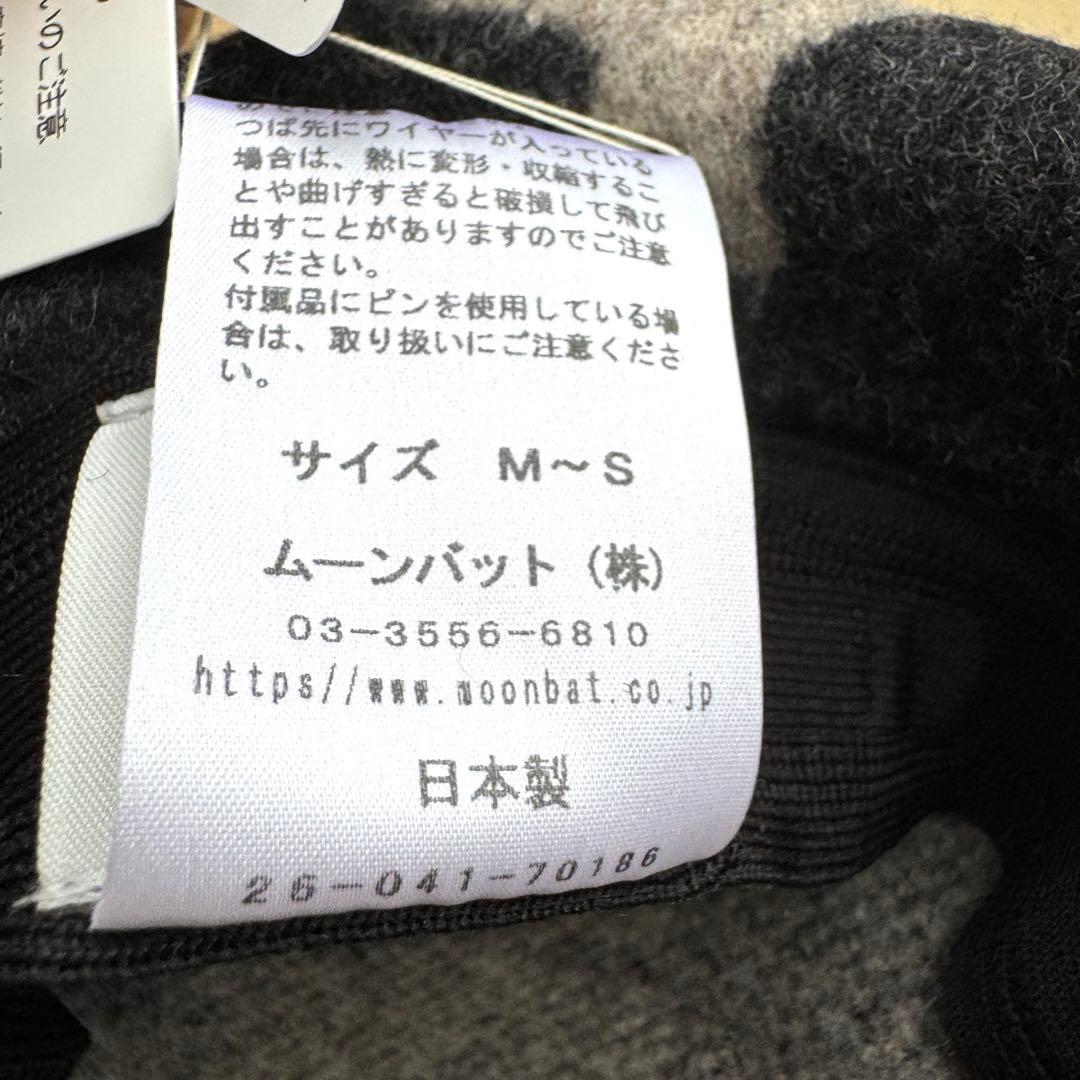 いのご注意
つば先にワイヤーが入っている
場合は、熱に変形・収縮するこ
とや曲げすぎると破損して飛び
出すことがありますのでご注意
ください。
付属品にピンを使用している場
合は、取り扱いにご注意くださ
い。
サイズ M～S
ムーンバット（株）
03-3556-6810
https//www.moonbat.co.jp
日本製
26-041-70186